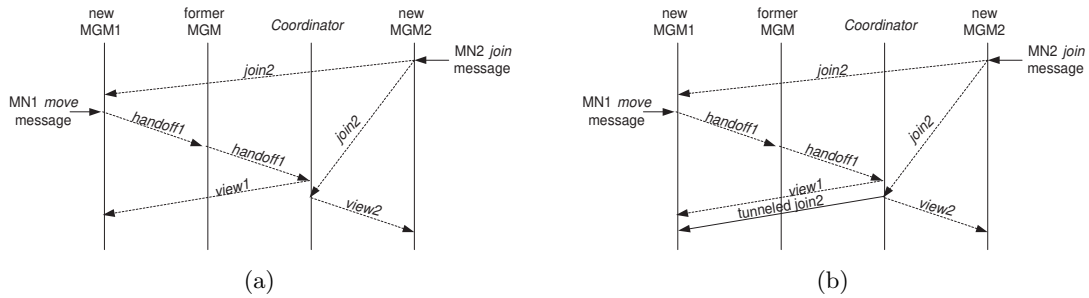 new
MGM1
former
MGM
Coordinator
new
MGM2
MN2 join
message
join2
MN1 move
message
handoff1
join2
handoff1
view1
view2
(a)
new
MGM1
former
MGM
Coordinator
new
MGM2
MN2 join
message
join2
MN1 move
message
handoff1
join2
handoff1
view1
tunneled join2
view2
(b)